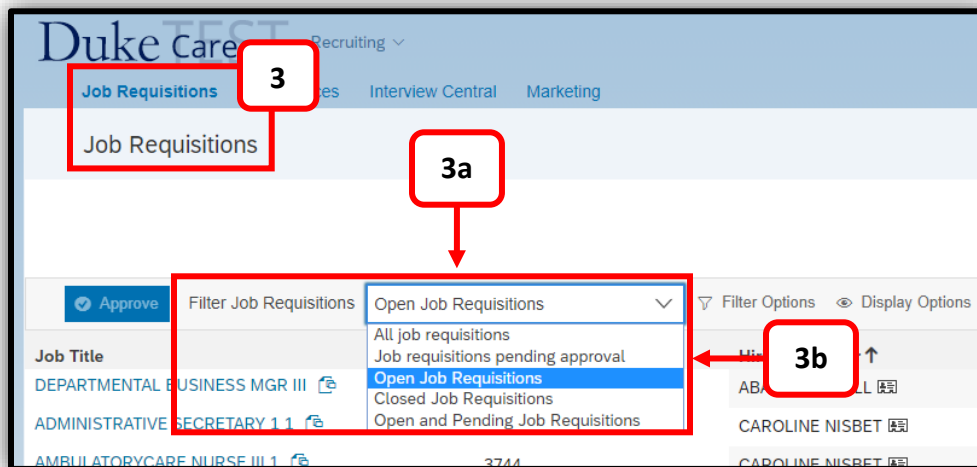 Duke Care TEST Recruiting
Job Requisitions 3 ces Interview Central Marketing
Job Requisitions
3a
Approve Filter Job Requisitions Open Job Requisitions Filter Options Display Options
All job requisitions
Job Title Job requisitions pending approval 3b
DEPARTMENTAL BUSINESS MGR III Open Job Requisitions
Closed Job Requisitions
ADMINISTRATIVE SECRETARY 1 1 Open and Pending Job Requisitions CAROLINE NISBET
AMBULATORYCARE NURSE III 1 3744 CAROLINE NISBET